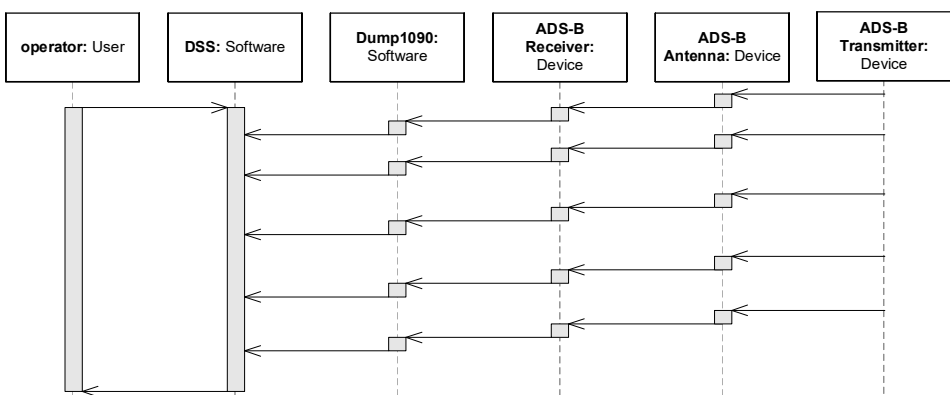 operator: User
DSS: Software
Dump1090:
Software
ADS-B
Receiver:
Device
ADS-B
Antenna: Device
ADS-B
Transmitter:
Device